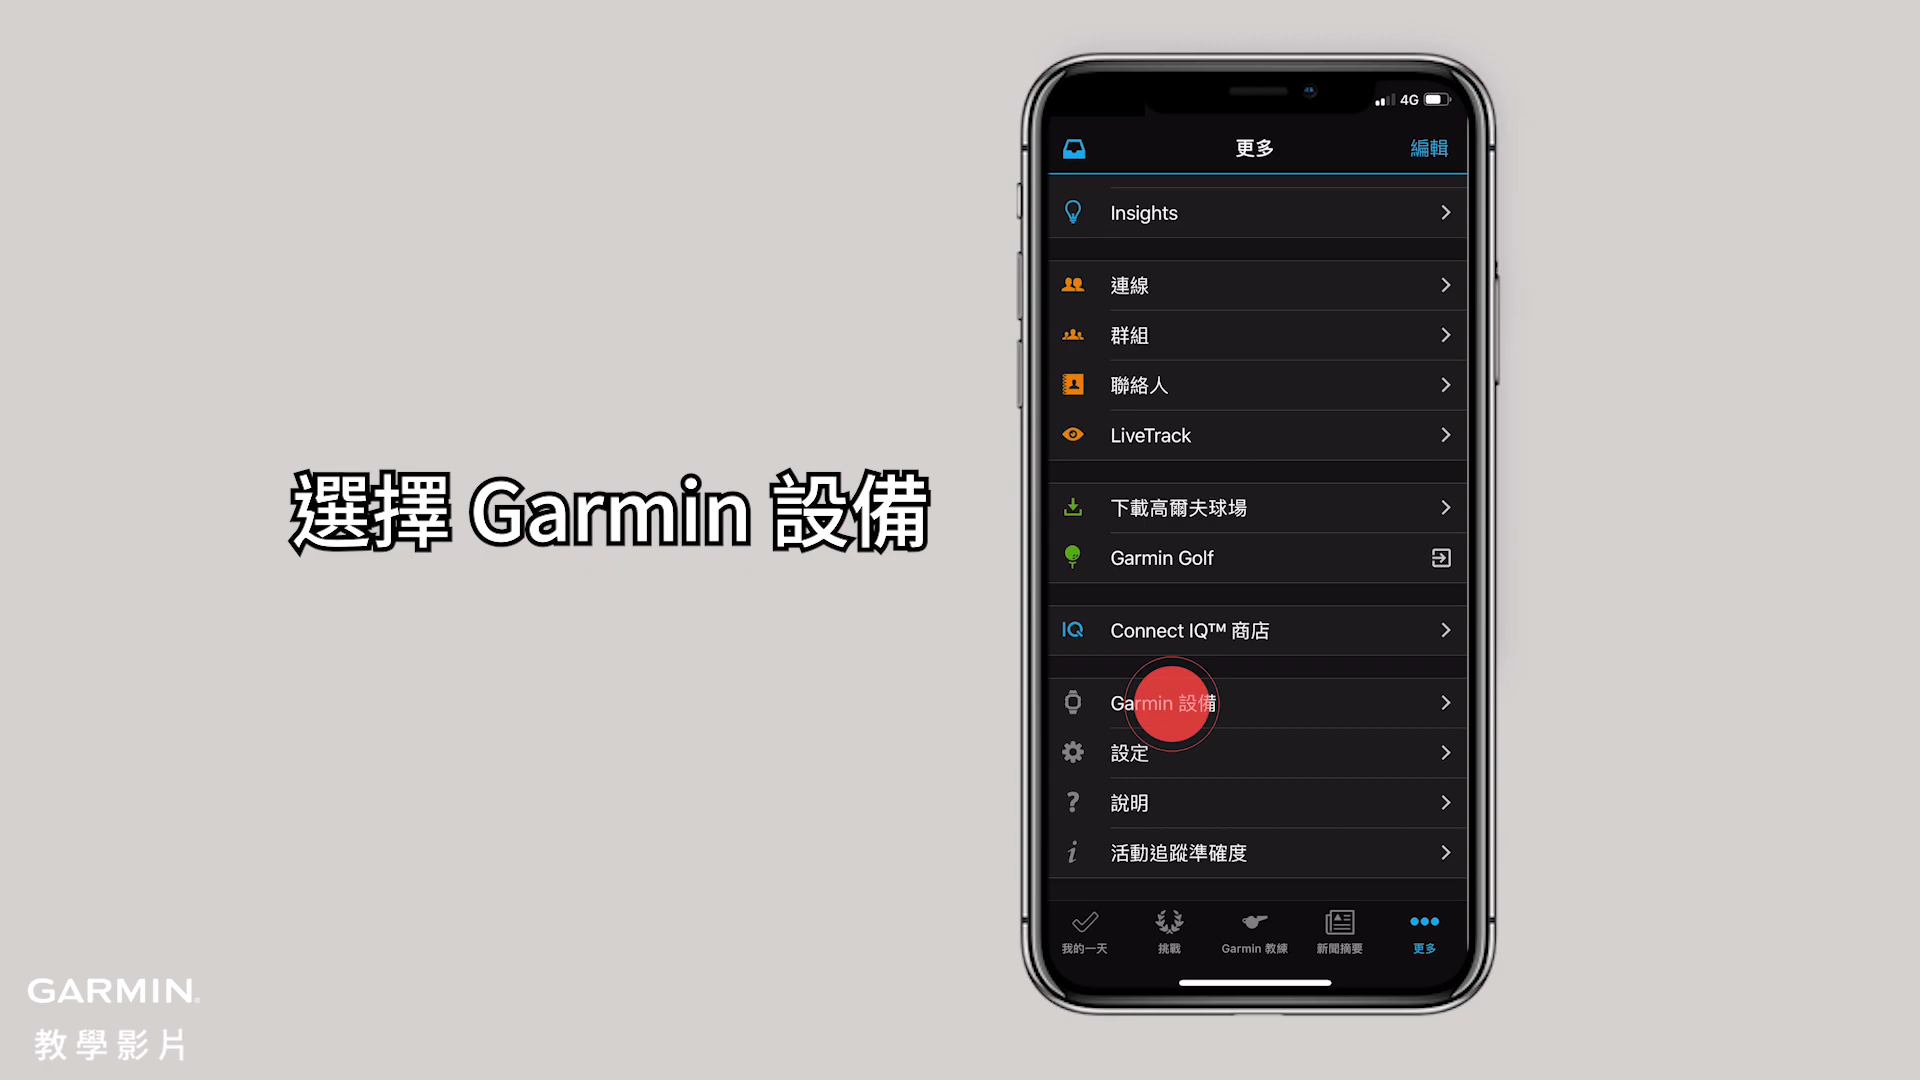 選擇 Garmin 設備
4G
更多
編輯
Insights
連線
群組
聯絡人
LiveTrack
下載高爾夫球場
Garmin Golf
IQ
Connect IQ™ 商店
Garmin 設備
設定
說明
活動追蹤準確度
我的一天
挑戰
Garmin 教練
新聞摘要
更多
GARMIN.
教學影片